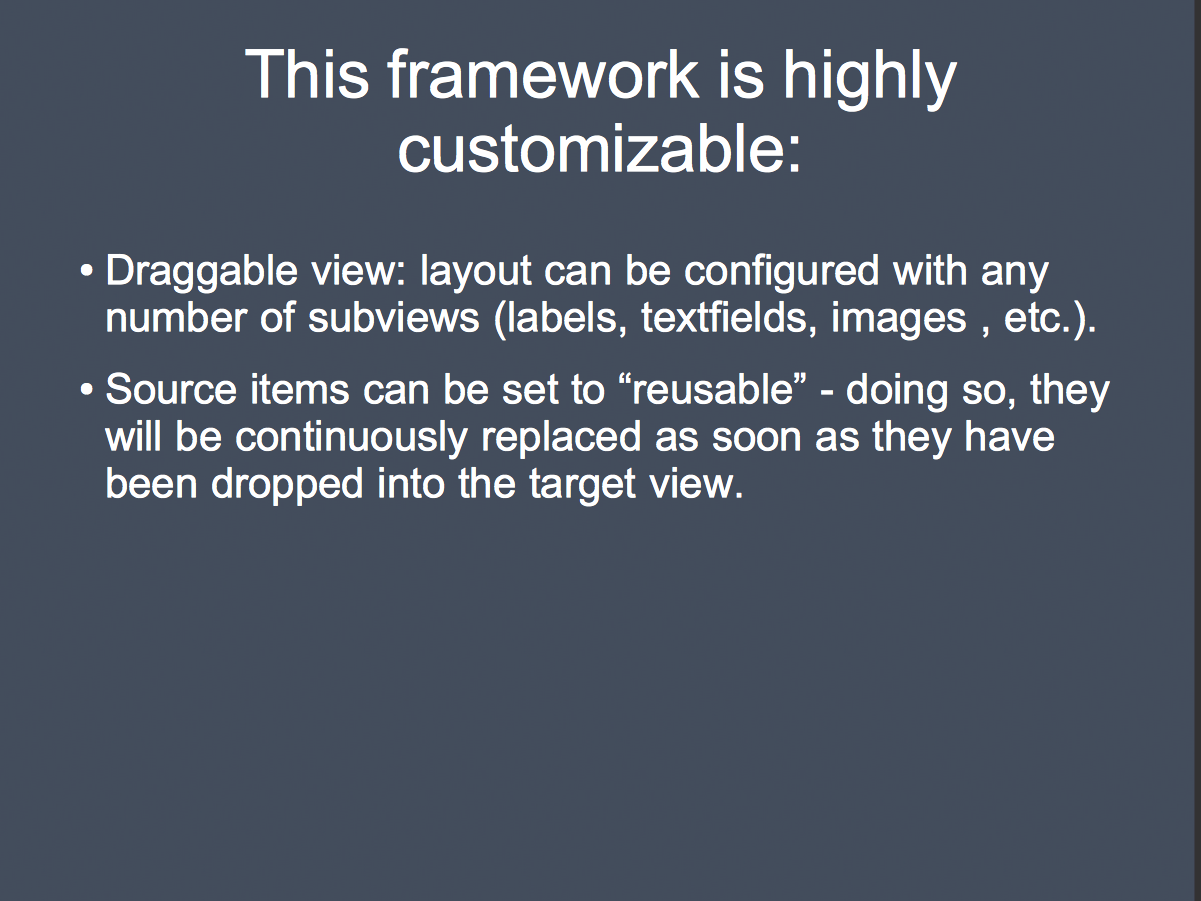 This framework is highly
customizable:
• Draggable view: layout can be configured with any
number of subviews (labels, textfields, images , etc.).
• Source items can be set to “reusable” - doing so, they
will be continuously replaced as soon as they have
been dropped into the target view.